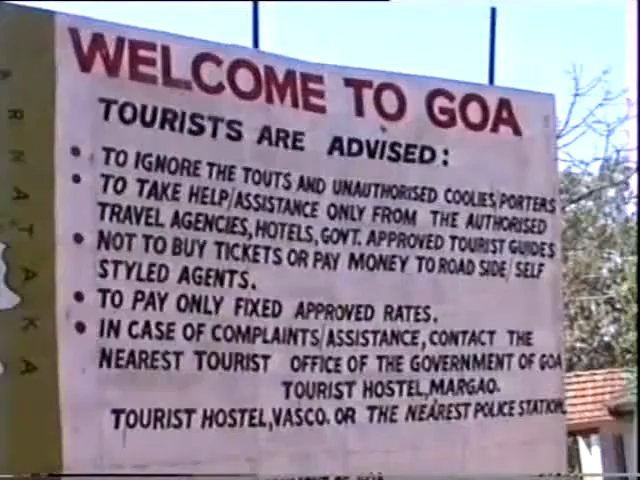 WELCOME TO GOA
TOURISTS ARE ADVISED:
• TO IGNORE THE TOUTS AND UNAUTHORISED COOLIES/PORTERS
• TO TAKE HELP/ASSISTANCE ONLY FROM THE AUTHORISED
TRAVEL AGENCIES, HOTELS, GOVT. APPROVED TOURIST GUIDES
• NOT TO BUY TICKETS OR PAY MONEY TO ROAD SIDE/SELF
STYLED AGENTS.
• TO PAY ONLY FIXED APPROVED RATES.
• IN CASE OF COMPLAINTS/ASSISTANCE, CONTACT THE
NEAREST TOURIST OFFICE OF THE GOVERNMENT OF GOA
TOURIST HOSTEL, MARGAO.
TOURIST HOSTEL, VASCO. OR THE NEAREST POLICE STATION.
ARNATAKA